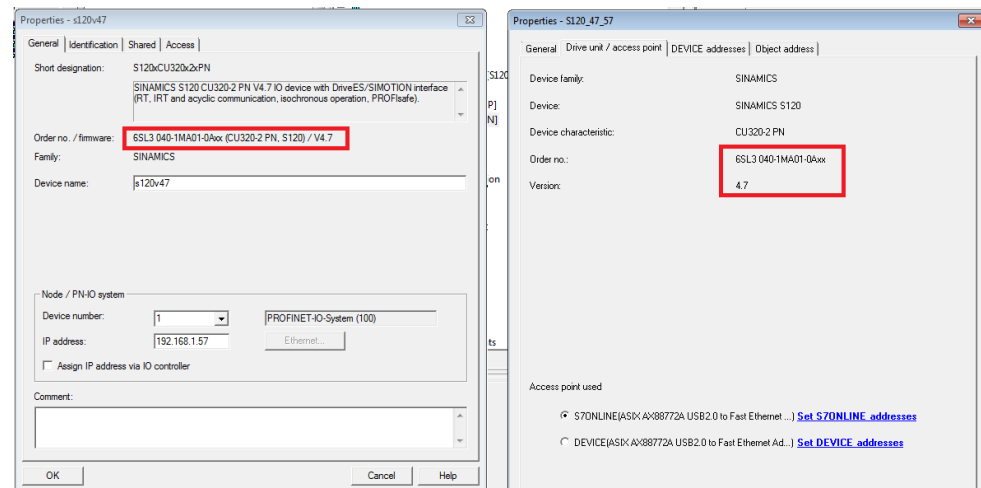 Properties - s120v47
General Identification Shared Access
Short designation: S120xCU320x2xPN
SINAMICS S120 CU320-2 PN V4.7 IO device with DriveES/SIMOTION interface
(RT, IRT and acyclic communication, isochronous operation, PROFIsafe).
Order no. / firmware: 6SL3 040-1MA01-0Axx (CU320-2 PN, S120) / V4.7
Family: SINAMICS
Device name: s120v47
Node / PN-IO system
Device number: 1 PROFINET-IO-System (100)
IP address: 192.168.1.57 Ethernet...
Assign IP address via IO controller
Comment:
OK Cancel Help
[S120
P]
N]
on
ts
Properties - S120_47_57
General Drive unit / access point DEVICE addresses Object address
Device family: SINAMICS
Device: SINAMICS S120
Device characteristic: CU320-2 PN
Order no.: 6SL3 040-1MA01-0Axx
Version: 4.7
Access point used
S7ONLINE(ASIX AX88772A USB2.0 to Fast Ethernet ...) Set S7ONLINE addresses
DEVICE(ASIX AX88772A USB2.0 to Fast Ethernet Ad...) Set DEVICE addresses